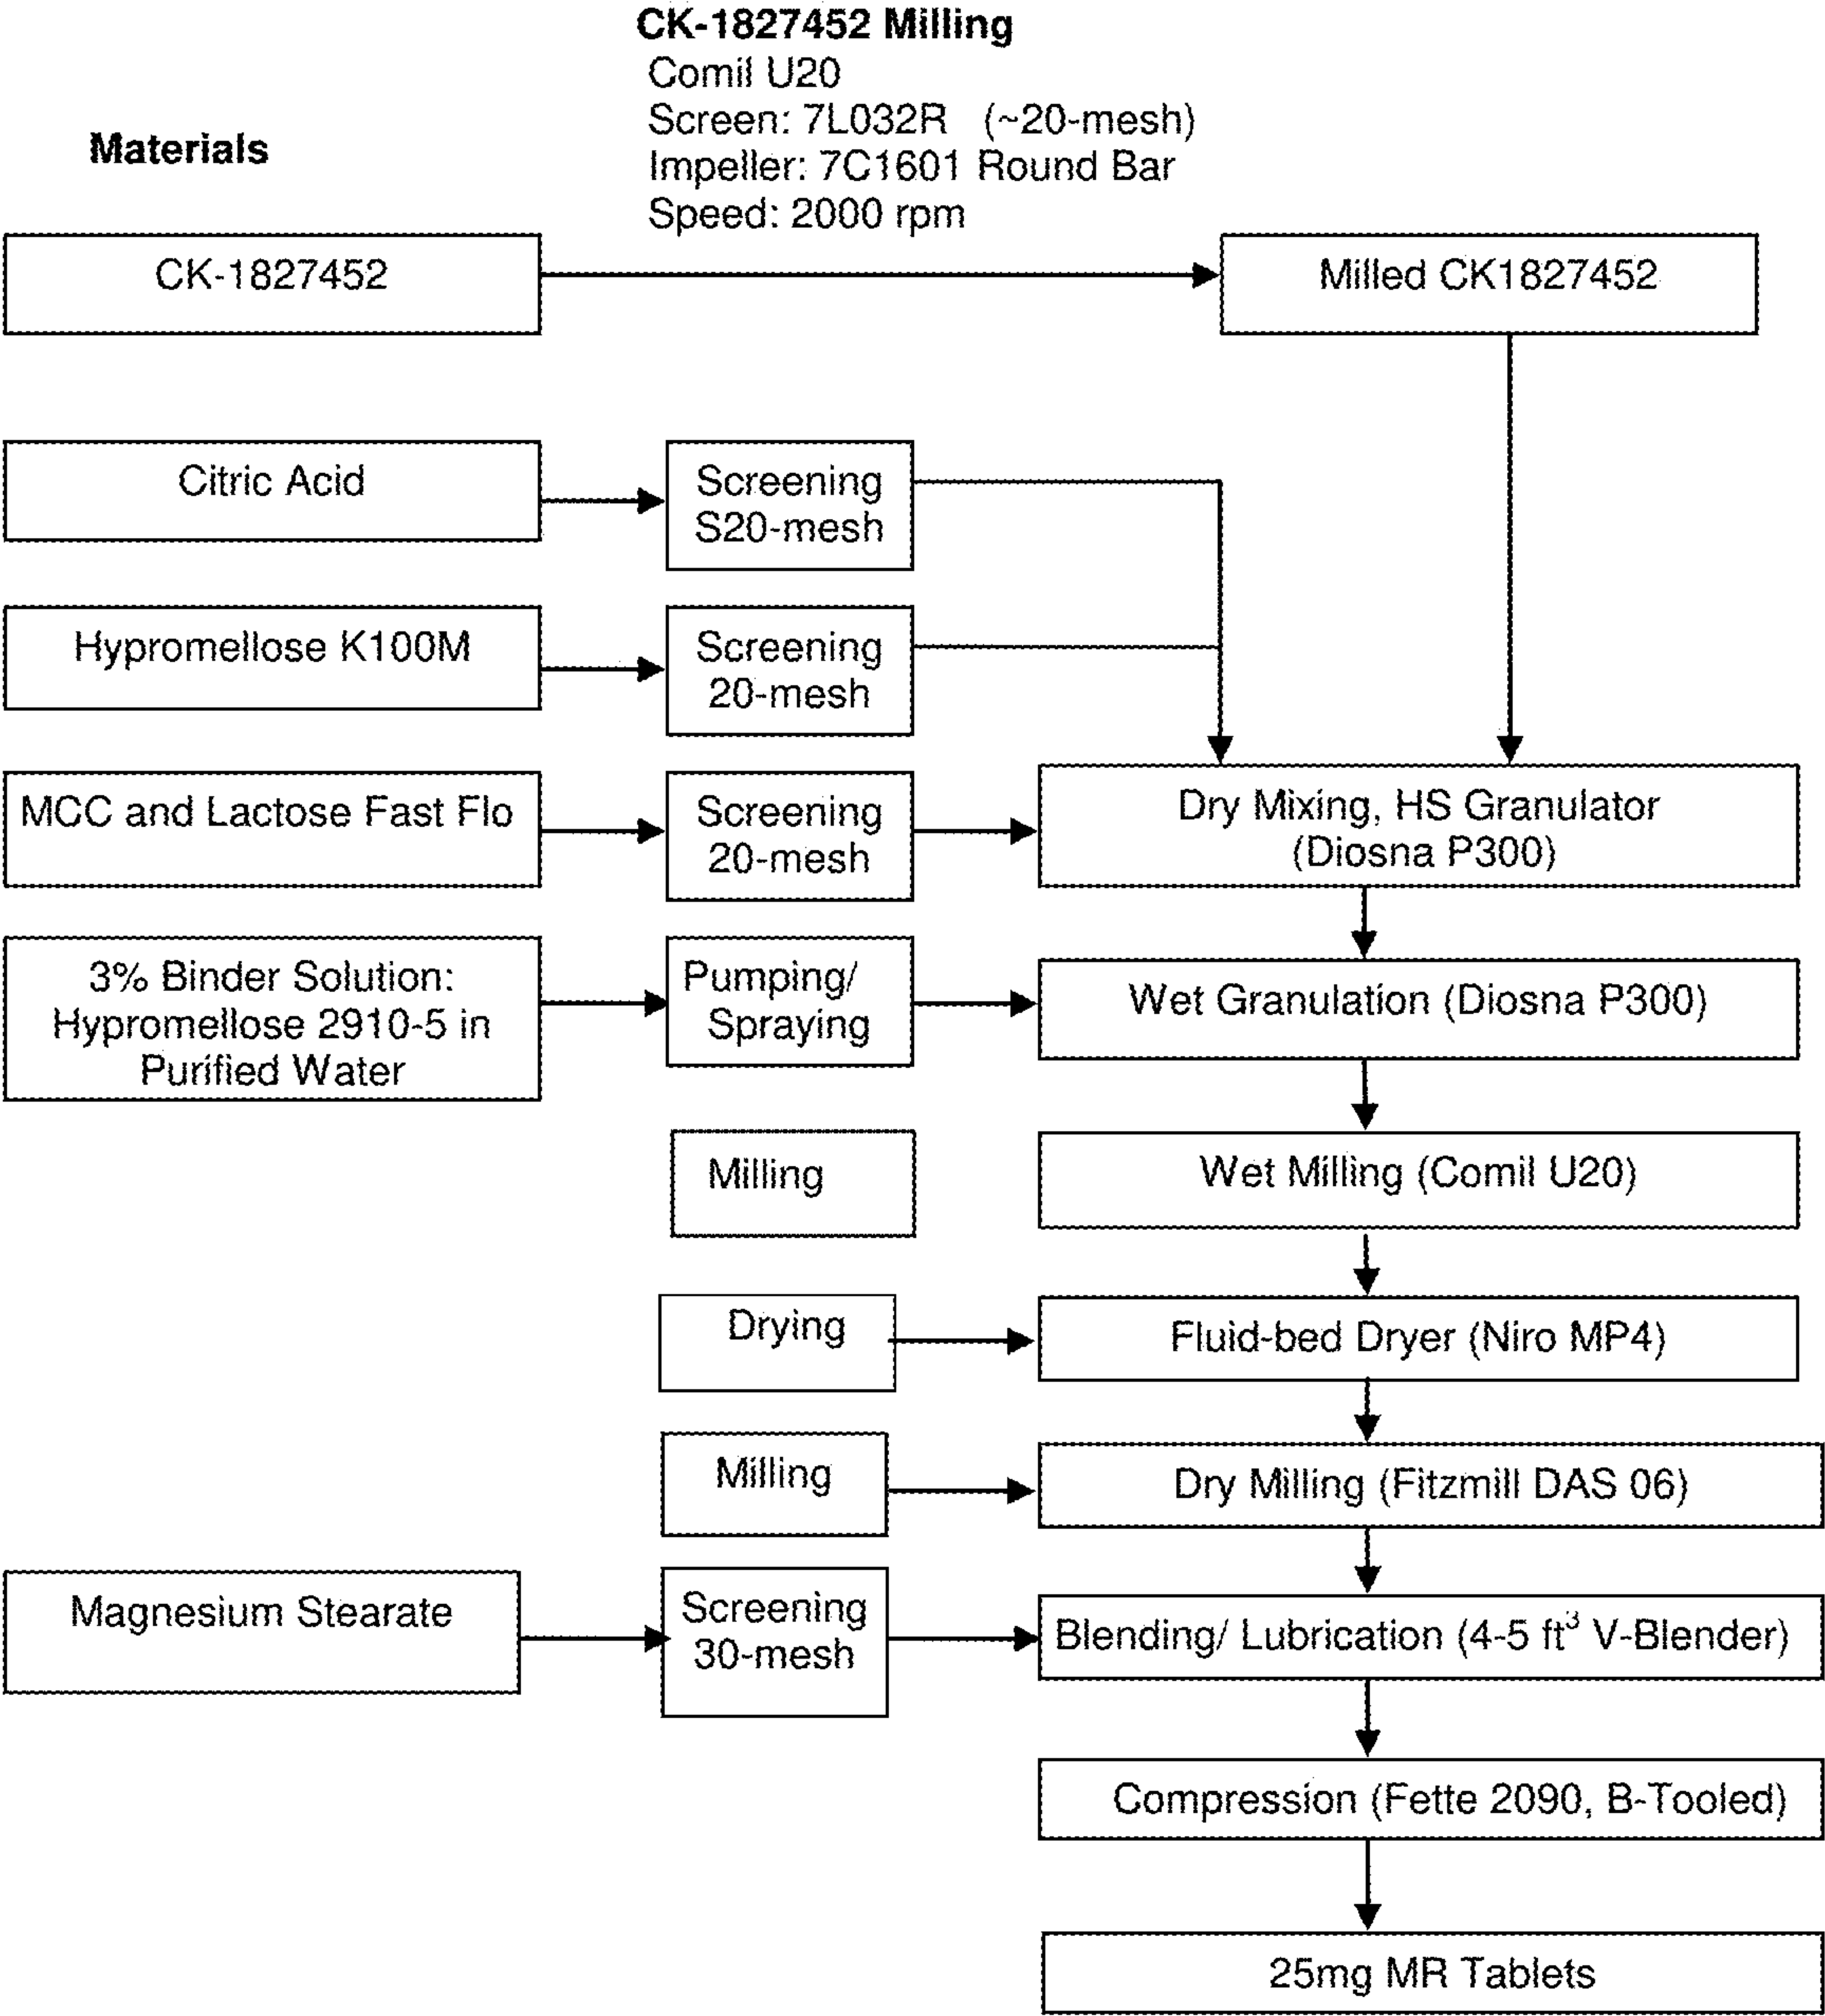 CK-1827452 Milling
Comil U20
Screen: 7L032R (~20-mesh)
Impeller: 7C1601 Round Bar
Speed: 2000 rpm
Materials
CK-1827452
Milled CK1827452
Citric Acid
Screening
S20-mesh
Hypromellose K100M
Screening
20-mesh
MCC and Lactose Fast Flo
Screening
20-mesh
Dry Mixing, HS Granulator
(Diosna P300)
3% Binder Solution:
Hypromellose 2910-5 in
Purified Water
Pumping/
Spraying
Wet Granulation (Diosna P300)
Milling
Wet Milling (Comil U20)
Drying
Fluid-bed Dryer (Niro MP4)
Milling
Dry Milling (Fitzmill DAS 06)
Magnesium Stearate
Screening
30-mesh
Blending/ Lubrication (4-5 ft³ V-Blender)
Compression (Fette 2090, B-Tooled)
25mg MR Tablets